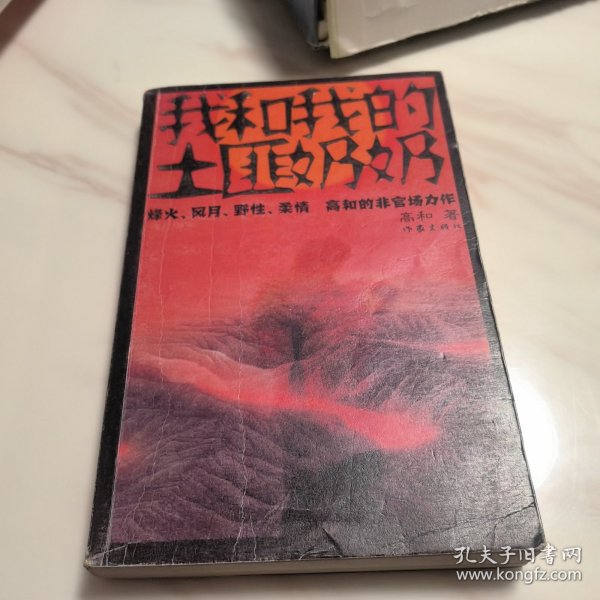 我和我的
土匪奶奶
烽火、风月、野性、柔情 高和的非官场力作
高和 著
作家出版社
孔夫子旧书网
www.kongfz.com